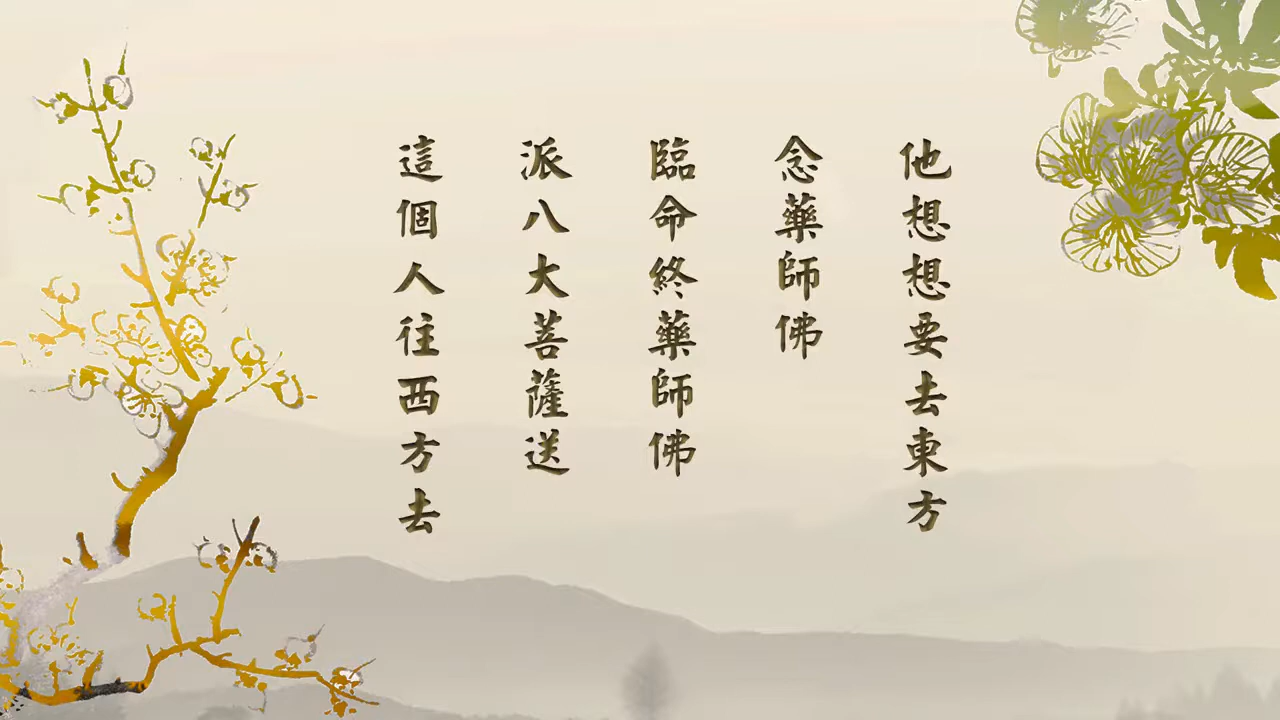 他想想要去東方
念藥師佛
臨命終藥師佛
派八大菩薩送
這個人往西方去